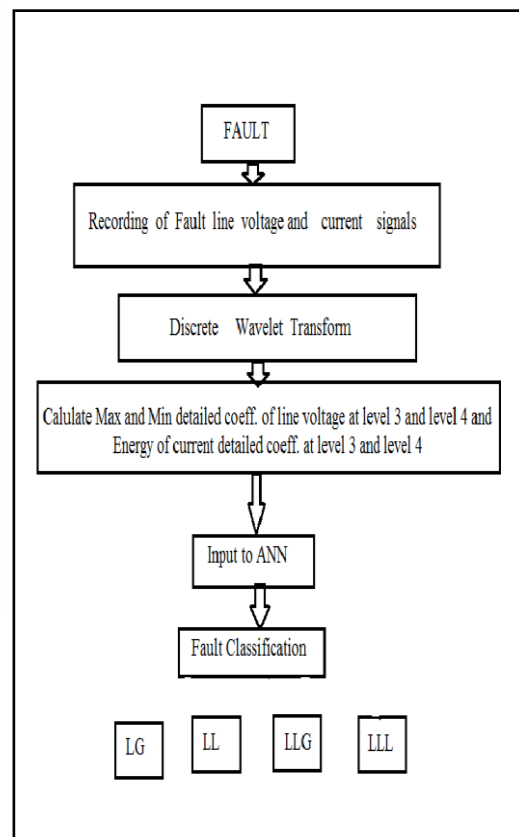 FAULT
Recording of Fault line voltage and current signals
Discrete Wavelet Transform
Calulate Max and Min detailed coeff. of line voltage at level 3 and level 4 and
Energy of current detailed coeff. at level 3 and level 4
Input to ANN
Fault Classification
LG LL LLG LLL